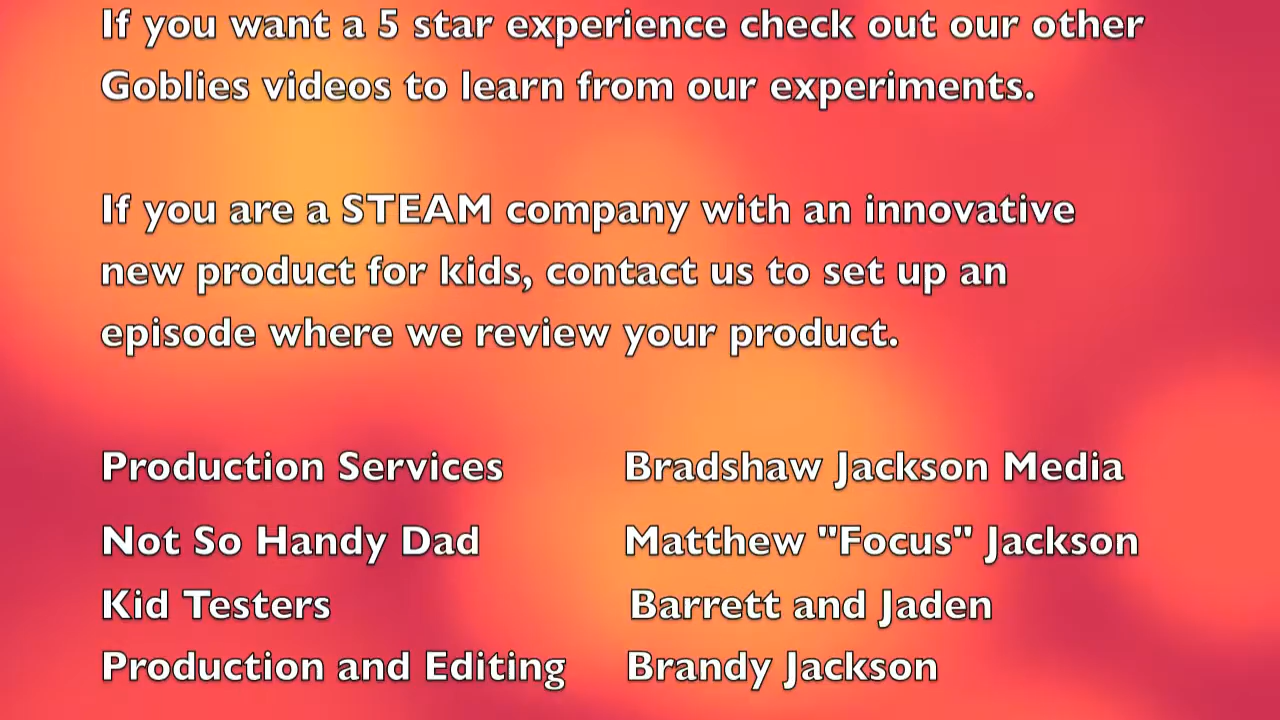 If you want a 5 star experience check out our other
Goblies videos to learn from our experiments.
If you are a STEAM company with an innovative
new product for kids, contact us to set up an
episode where we review your product.
Production Services Bradshaw Jackson Media
Not So Handy Dad Matthew "Focus" Jackson
Kid Testers Barrett and Jaden
Production and Editing Brandy Jackson